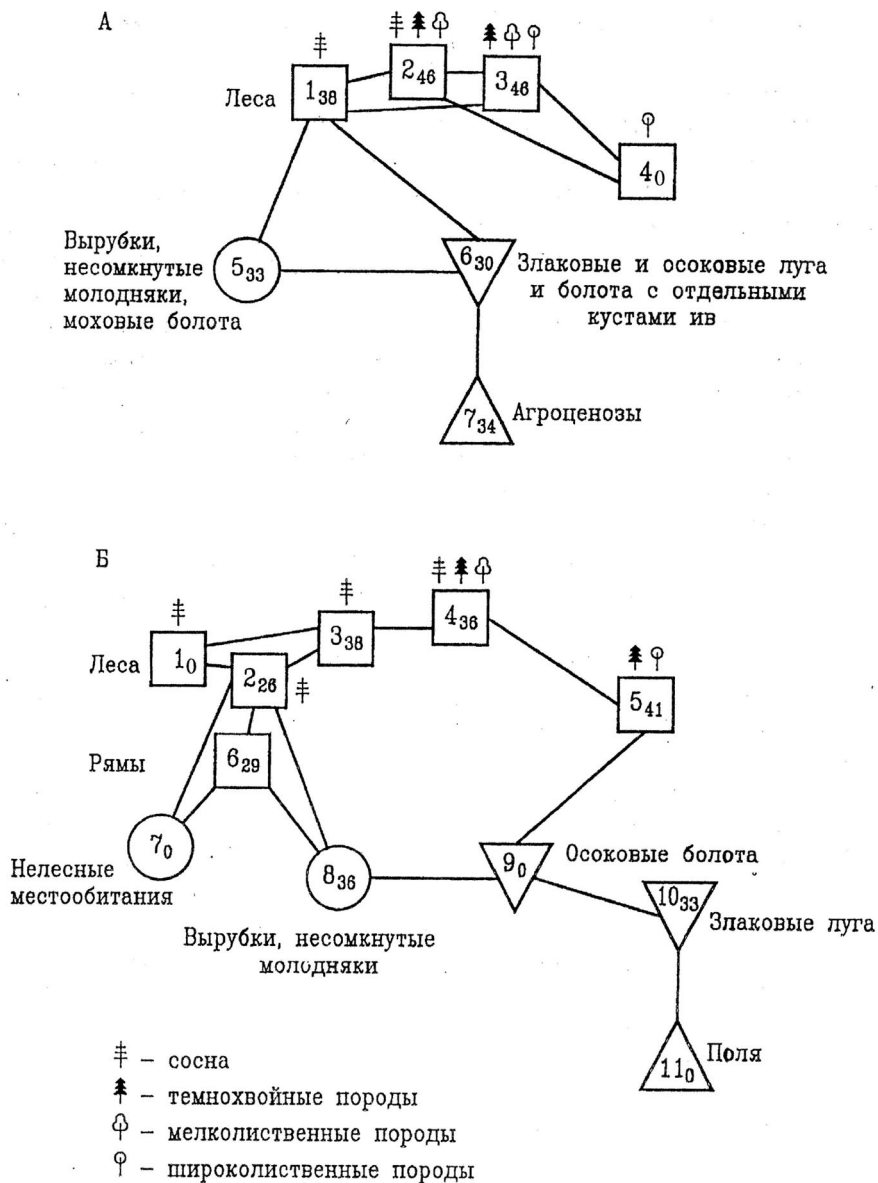 А
Леса
1₃₈
2₄₆
3₄₆
4₀
Вырубки,
несомкнутые
молодняки,
моховые болота
5₃₃
6₃₀
Злаковые и осоковые луга
и болота с отдельными
кустами ив
7₃₄
Агроценозы
Б
Леса
1₀
2₂₆
3₃₈
4₃₆
5₄₁
Рямы
6₂₉
7₀
Нелесные
местообитания
8₃₆
Вырубки, несомкнутые
молодняки
9₀
Осоковые болота
10₃₃
Злаковые луга
11₀
Поля
– сосна
– темнохвойные породы
– мелколиственные породы
– широколиственные породы